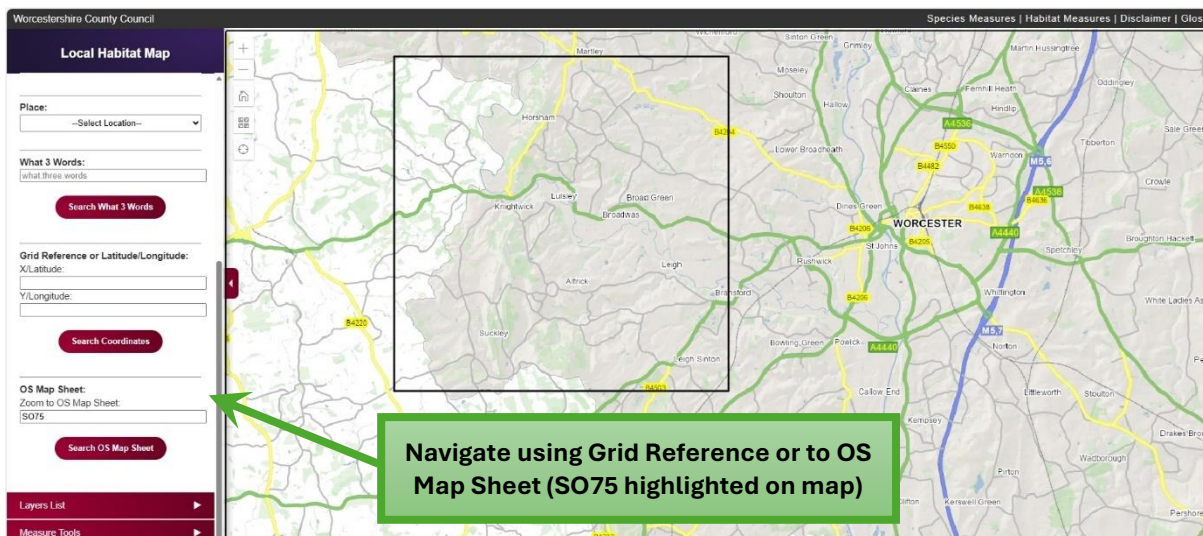 Worcestershire County Council
Species Measures | Habitat Measures | Disclaimer | Glos
Local Habitat Map
Place:
--Select Location--
What 3 Words:
what.three.words
Search What 3 Words
Grid Reference or Latitude/Longitude:
X/Latitude:
Y/Longitude:
Search Coordinates
OS Map Sheet:
Zoom to OS Map Sheet:
SO75
Search OS Map Sheet
Layers List
Measure Tools
Navigate using Grid Reference or to OS
Map Sheet (SO75 highlighted on map)
Martley
Sinton Green
Grimley
Martin Hussingtree
Moseley
Oddingley
Shoulton
Hallow
Claines
Fernhill Heath
Hindlip
Horsham
A4536
Sale Green
B4204
Tibberton
Lower Broadheath
B4550
Warndon
M5,6
B4482
Crowle
A4538
Knightwick
Lulsley
Broad Green
Broadwas
Dines Green
B4638
B4636
WORCESTER
B4206
A4440
St Johns
B4205
Broughton Hackett
Spetchley
Rushwick
Leigh
Alfrick
Bransford
B4206
Whittington
White Ladies As
B4220
M5,7
Suckley
Bowling Green
Powick
A4440
Norton
Leigh Sinton
B4503
Callow End
Littleworth
Stoulton
Kempsey
Drakes Bro
Wadborough
Pirton
Clifton
Kerswell Green
Pershore